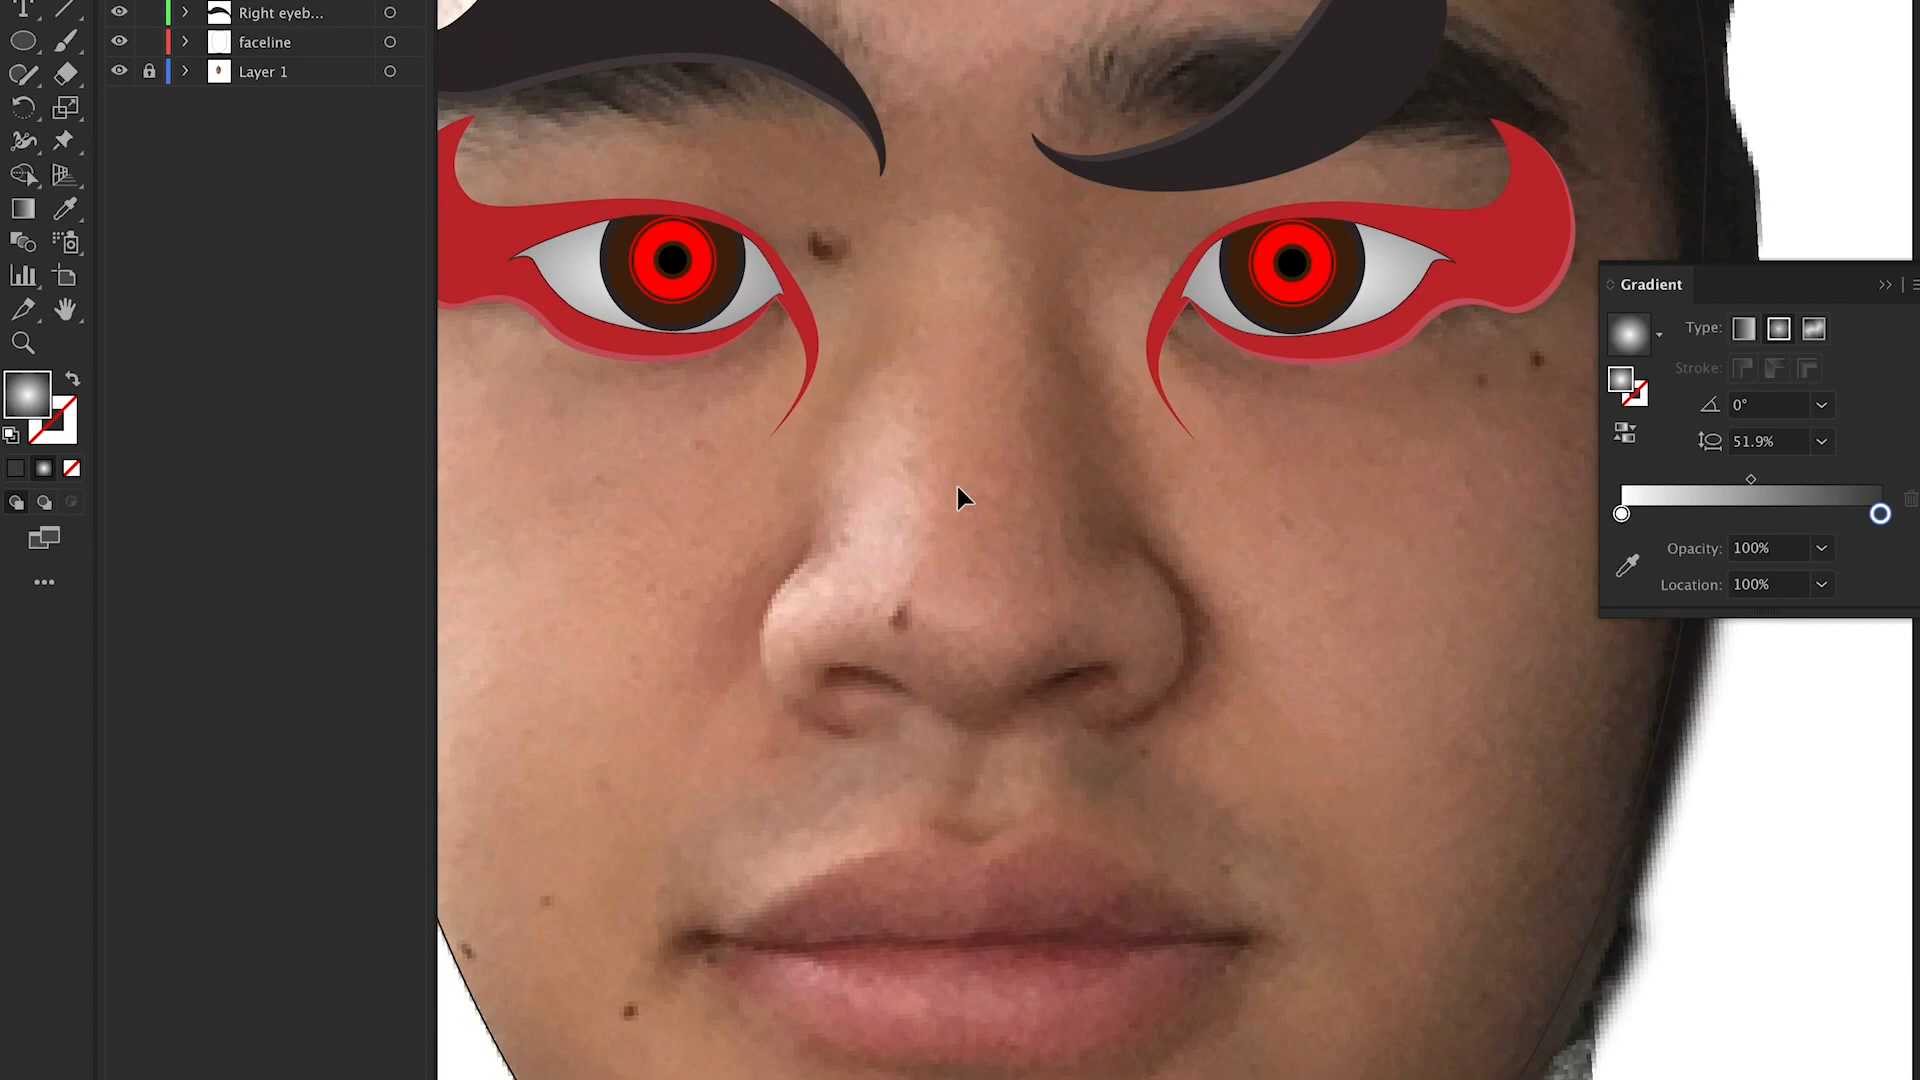 Right eyeb...
faceline
Layer 1
Gradient
Type:
Stroke:
0°
51.9%
Opacity: 100%
Location: 100%